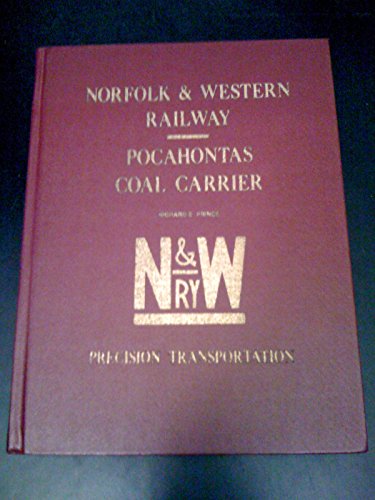 NORFOLK & WESTERN
RAILWAY
POCAHONTAS
COAL CARRIER
RICHARD E. PRINCE
N&W
RY
PRECISION TRANSPORTATION